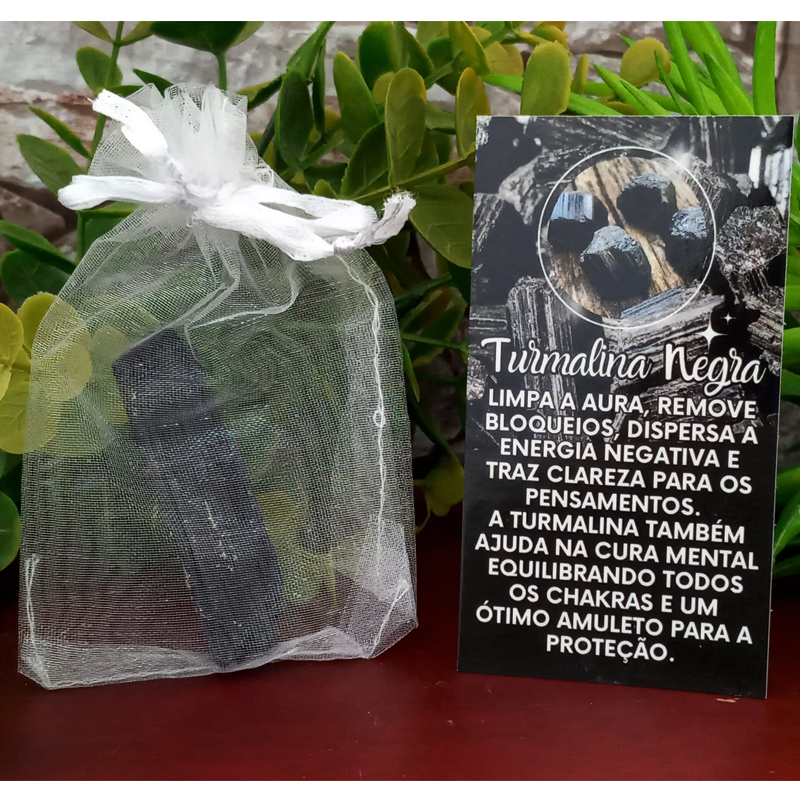 Turmalina Negra
LIMPA A AURA, REMOVE
BLOQUEIOS, DISPERSA A
ENERGIA NEGATIVA E
TRAZ CLAREZA PARA OS
PENSAMENTOS.
A TURMALINA TAMBÉM
AJUDA NA CURA MENTAL
EQUILIBRANDO TODOS
OS CHAKRAS E UM
ÓTIMO AMULETO PARA A
PROTEÇÃO.